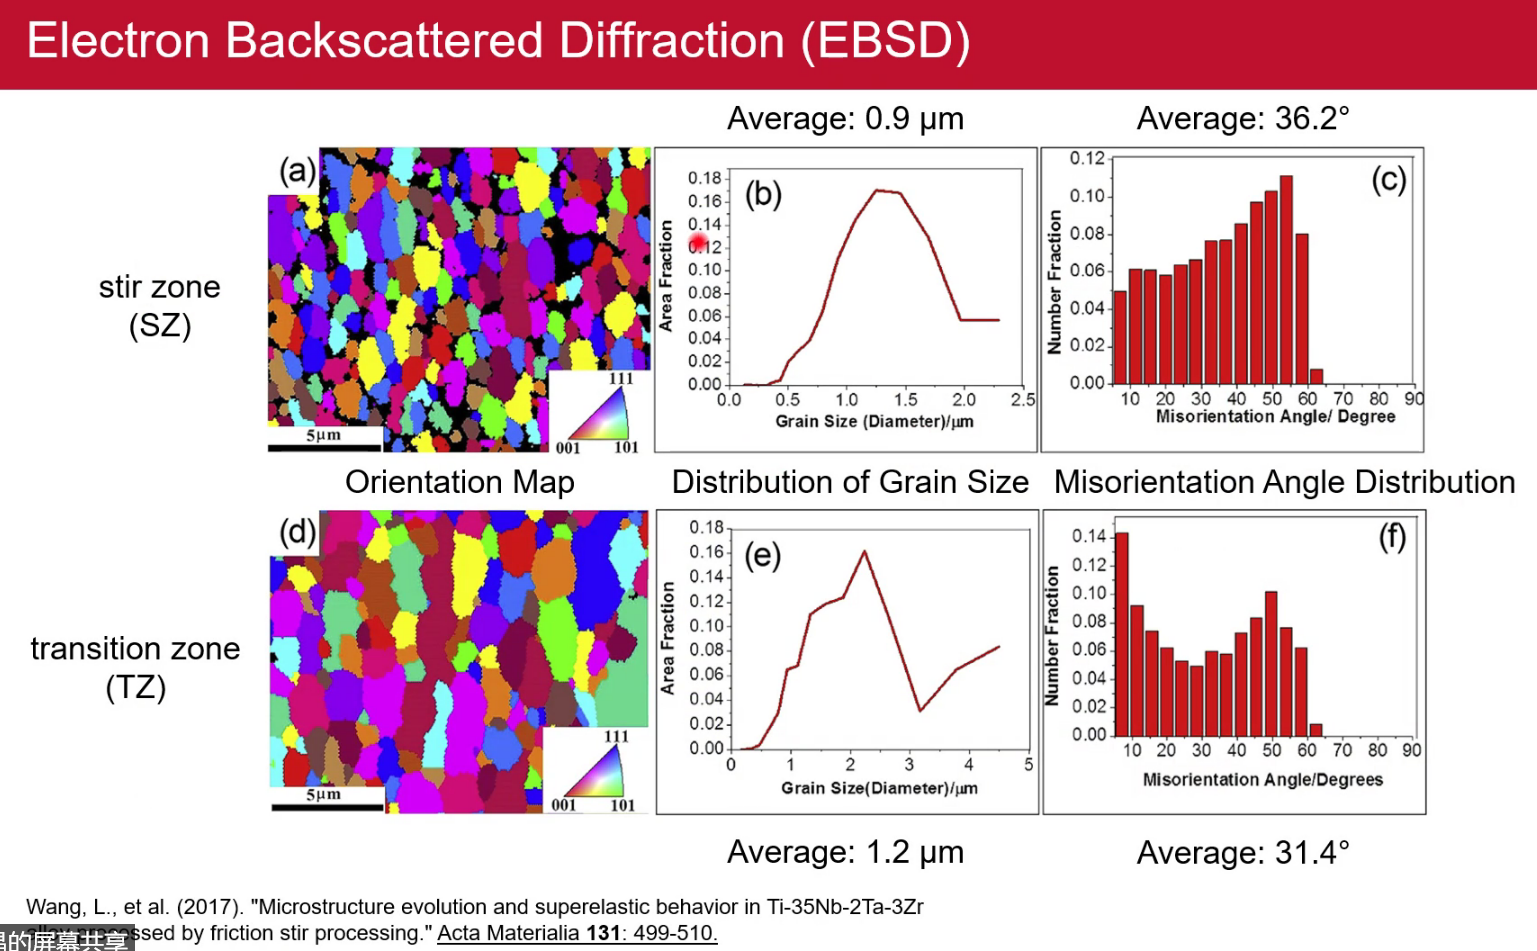 Electron Backscattered Diffraction (EBSD)
Average: 0.9 μm
Average: 36.2°
stir zone
(SZ)
(a)
111
001
101
5μm
(b)
Area Fraction
0.18
0.16
0.14
0.12
0.10
0.08
0.06
0.04
0.02
0.00
0.0 0.5 1.0 1.5 2.0 2.5
Grain Size (Diameter)/μm
(c)
Number Fraction
0.12
0.10
0.08
0.06
0.04
0.02
0.00
10 20 30 40 50 60 70 80 90
Misorientation Angle/ Degree
Orientation Map
Distribution of Grain Size
Misorientation Angle Distribution
transition zone
(TZ)
(d)
111
001
101
5μm
(e)
Area Fraction
0.18
0.16
0.14
0.12
0.10
0.08
0.06
0.04
0.02
0.00
0 1 2 3 4 5
Grain Size(Diameter)/μm
(f)
Number Fraction
0.14
0.12
0.10
0.08
0.06
0.04
0.02
0.00
10 20 30 40 50 60 70 80 90
Misorientation Angle/Degrees
Average: 1.2 μm
Average: 31.4°
Wang, L., et al. (2017). "Microstructure evolution and superelastic behavior in Ti-35Nb-2Ta-3Zr
by friction stir processing." Acta Materialia 131: 499-510.
的屏幕共享